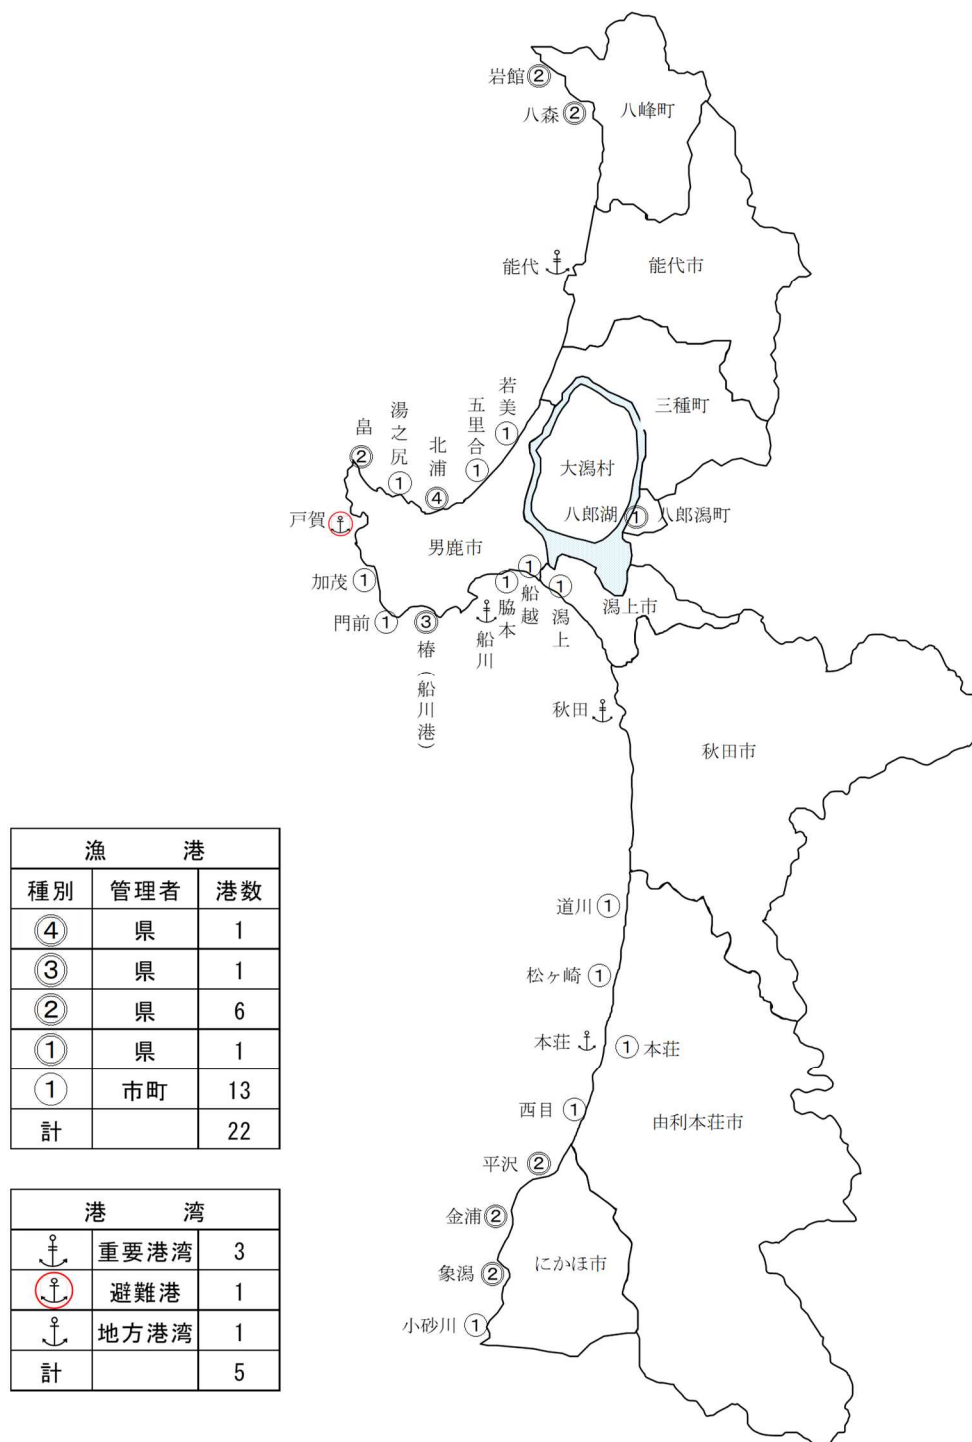 岩館 ②
八森 ②
八峰町
能代
能代市
若美 ①
五里合 ①
三種町
湯之尻 ①
畠 ②
北浦 ④
大潟村
八郎湖 ① 八郎潟町
戸賀
男鹿市
加茂 ①
門前 ①
椿（船川港） ③
船川
脇本 ①
船越 ①
潟上 ①
潟上市
秋田
秋田市
道川 ①
松ヶ崎 ①
本荘
① 本荘
西目 ①
由利本荘市
平沢 ②
金浦 ②
にかほ市
象潟 ②
小砂川 ①
漁 港
種別 管理者 港数
④ 県 1
③ 県 1
② 県 6
① 県 1
① 市町 13
計 22
港 湾
重要港湾 3
避難港 1
地方港湾 1
計 5